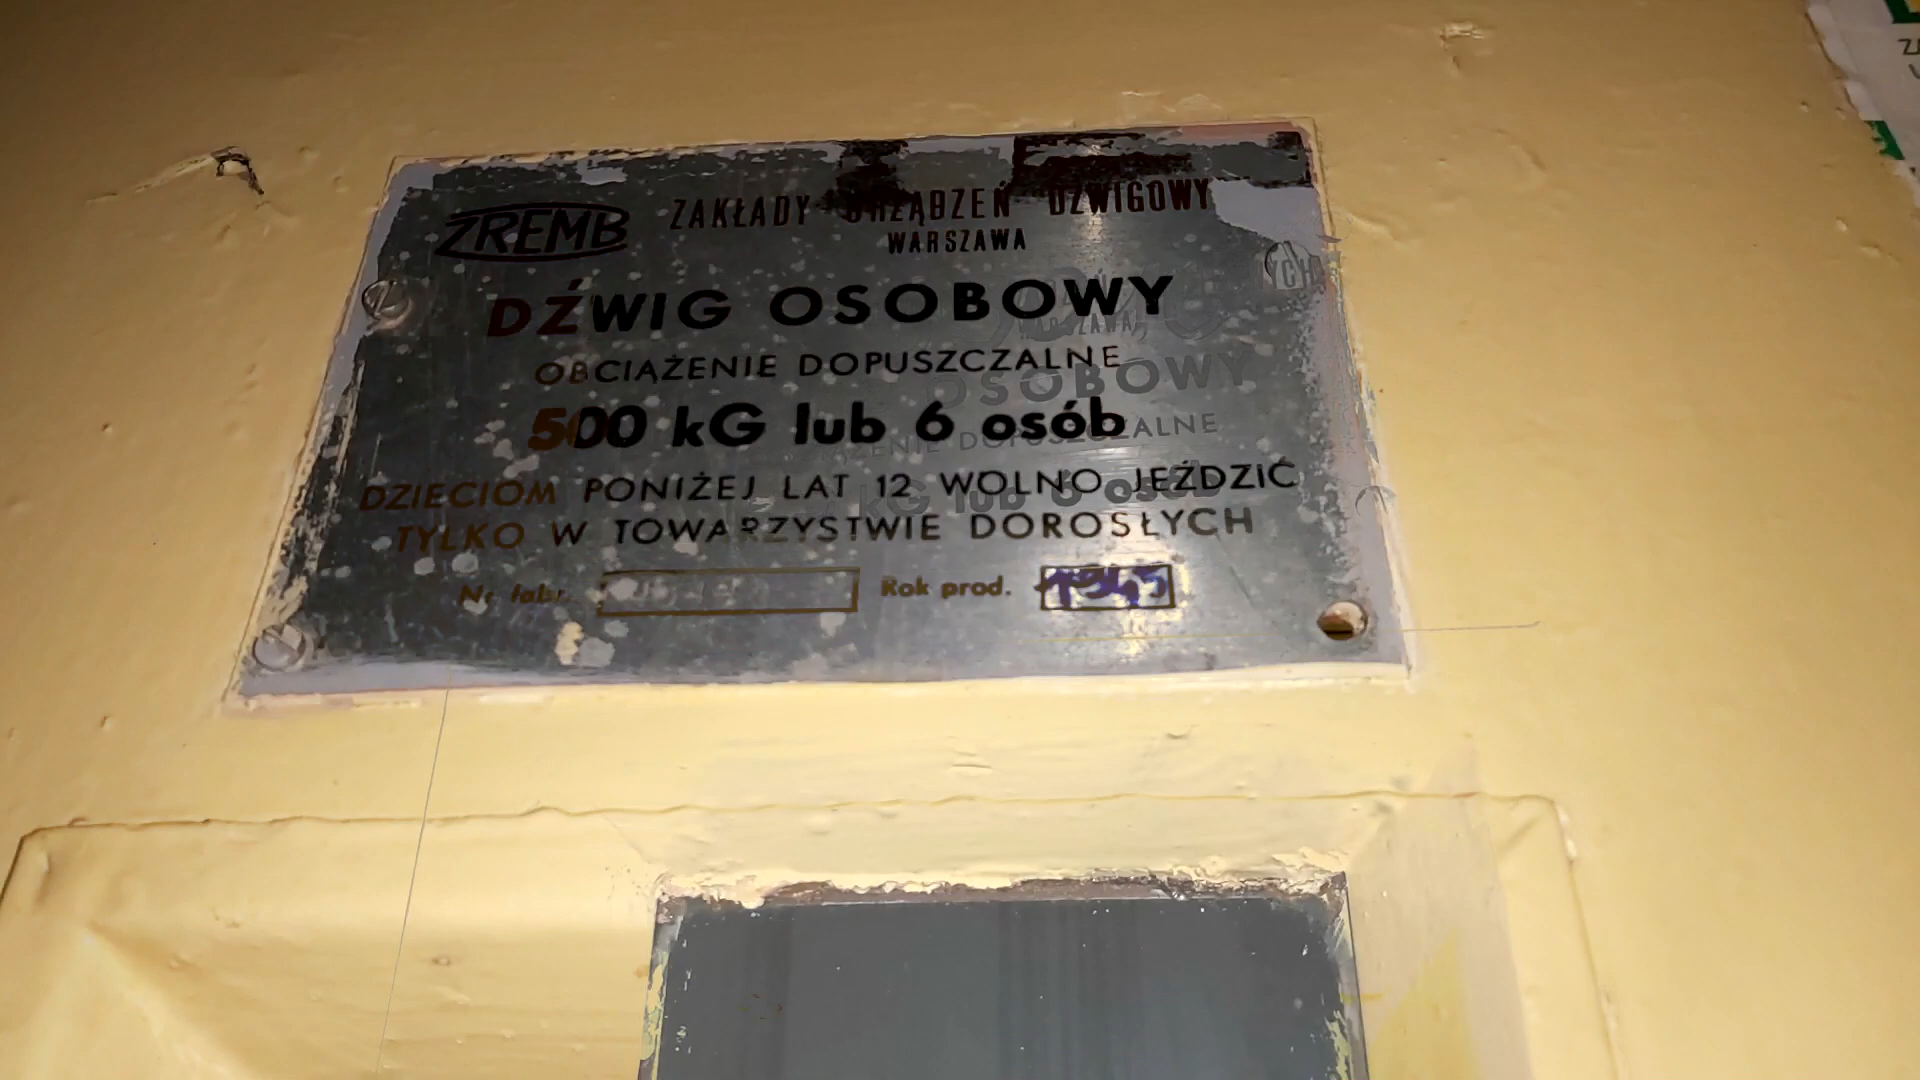 ZREMB ZAKŁADY URZĄDZEŃ DŹWIGOWY
WARSZAWA
DŹWIG OSOBOWY
OBCIĄŻENIE DOPUSZCZALNE
500 kG lub 6 osób
DZIECIOM PONIŻEJ LAT 12 WOLNO JEŹDZIĆ
TYLKO W TOWARZYSTWIE DOROSŁYCH
Nr fabr. Rok prod.